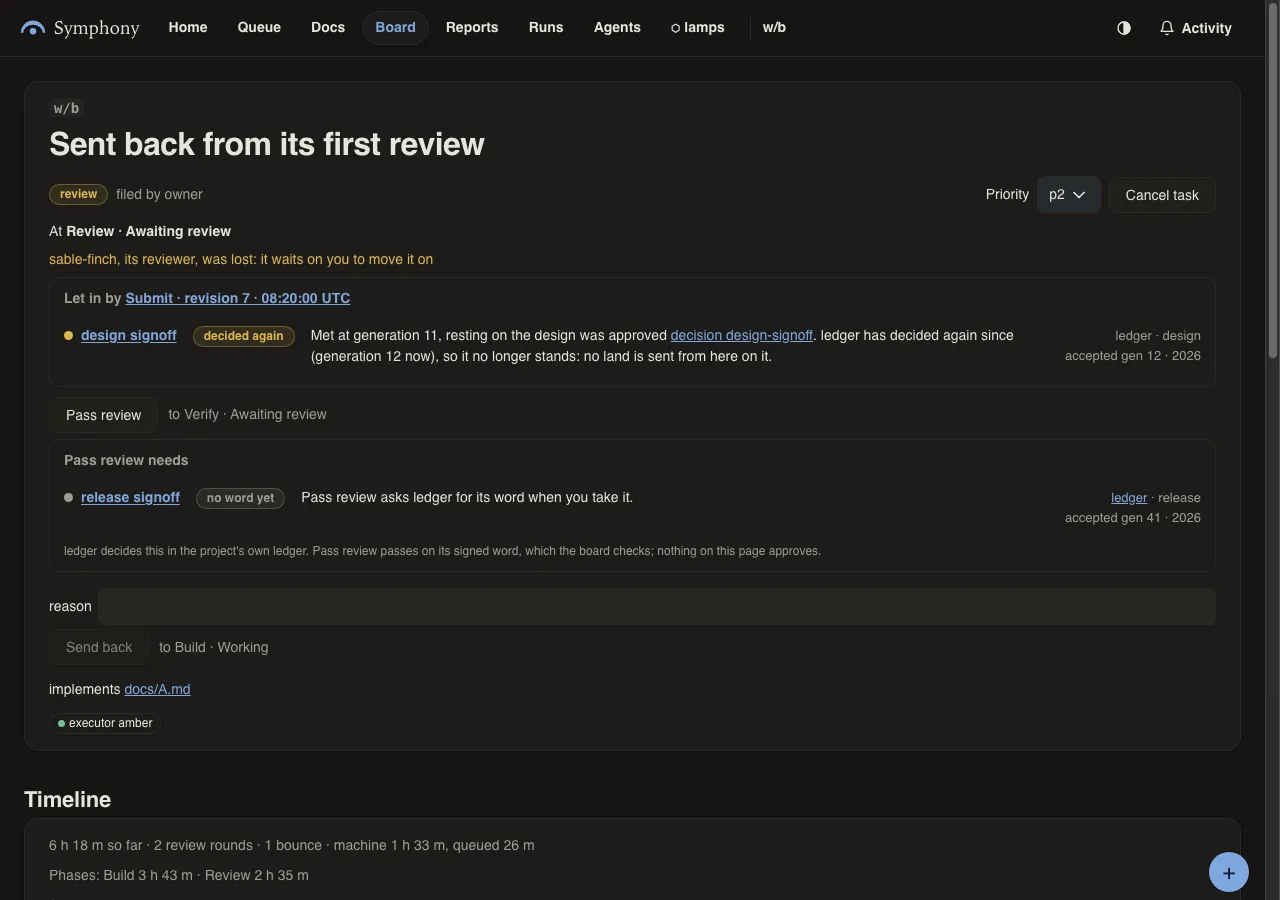 Symphony Home Queue Docs Board Reports Runs Agents lamps w/b Activity
w/b
Sent back from its first review
review filed by owner Priority p2 Cancel task
At Review · Awaiting review
sable-finch, its reviewer, was lost: it waits on you to move it on
Let in by Submit · revision 7 · 08:20:00 UTC
design signoff decided again Met at generation 11, resting on the design was approved decision design-signoff. ledger has decided again since ledger · design
(generation 12 now), so it no longer stands: no land is sent from here on it. accepted gen 12 · 2026
Pass review to Verify · Awaiting review
Pass review needs
release signoff no word yet Pass review asks ledger for its word when you take it. ledger · release
accepted gen 41 · 2026
ledger decides this in the project's own ledger. Pass review passes on its signed word, which the board checks; nothing on this page approves.
reason
Send back to Build · Working
implements docs/A.md
executor amber
Timeline
6 h 18 m so far · 2 review rounds · 1 bounce · machine 1 h 33 m, queued 26 m
Phases: Build 3 h 43 m · Review 2 h 35 m
+